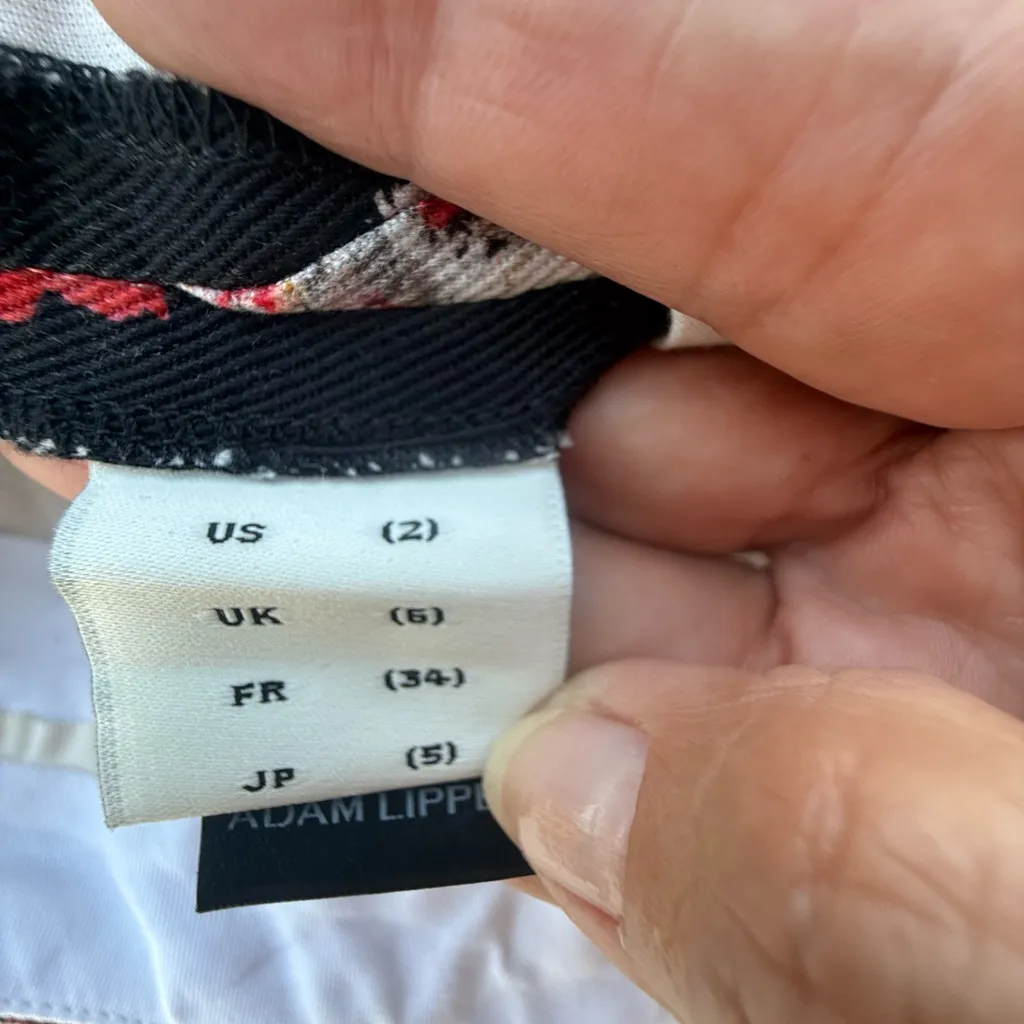 US (2)
UK (6)
FR (34)
JP (5)
ADAM LIPPE